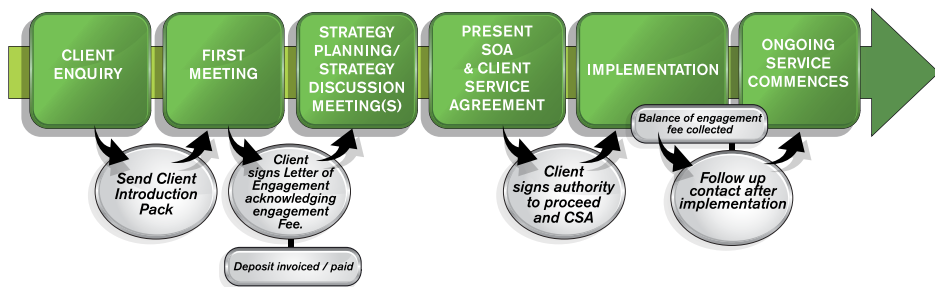 CLIENT
ENQUIRY
FIRST
MEETING
STRATEGY
PLANNING/
STRATEGY
DISCUSSION
MEETING(S)
PRESENT
SOA
& CLIENT
SERVICE
AGREEMENT
IMPLEMENTATION
ONGOING
SERVICE
COMMENCES
Balance of engagement
fee collected
Send Client
Introduction
Pack
Client
signs Letter of
Engagement
acknowledging
engagement
Fee.
Client
signs authority
to proceed
and CSA
Follow up
contact after
implementation
Deposit invoiced / paid